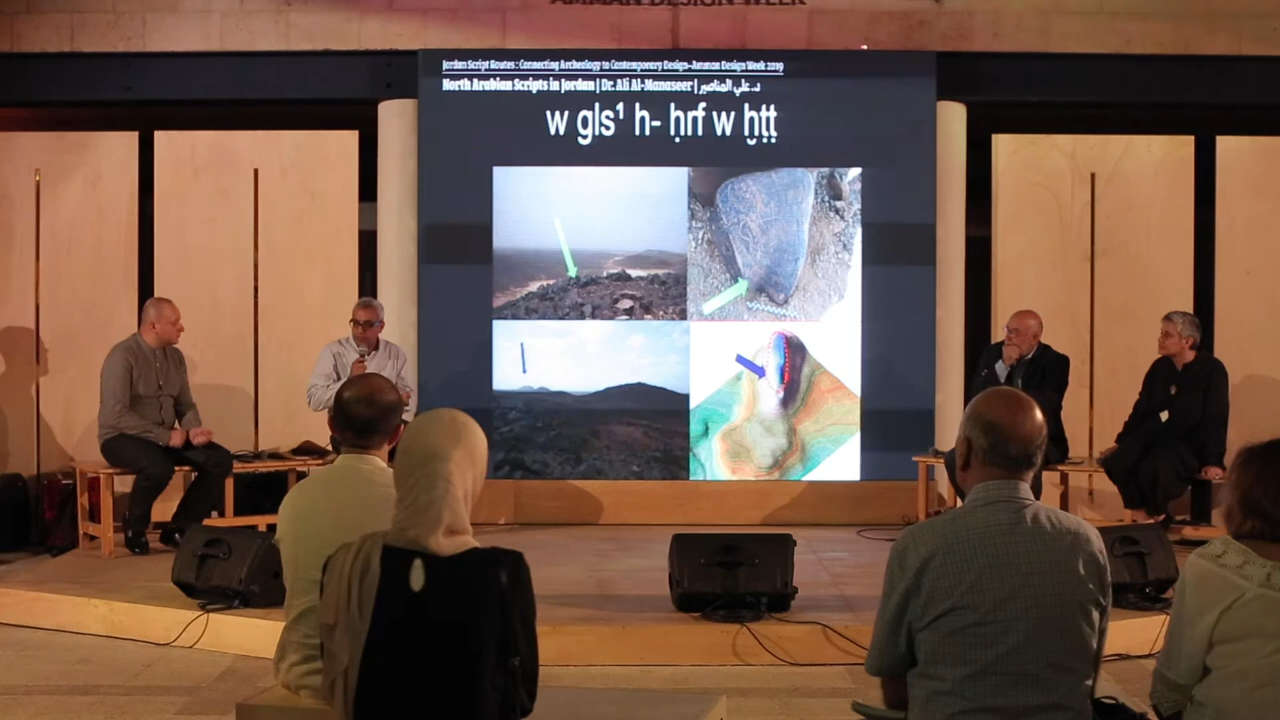 AMMAN DESIGN WEEK
Jordan Script Routes : Connecting Archeology to Contemporary Design-Amman Design Week 2019
North Arabian Scripts in Jordan | Dr. Ali Al-Manaseer | د. علي المناصير
w gls¹ h- ḥrf w ẖṭṭ